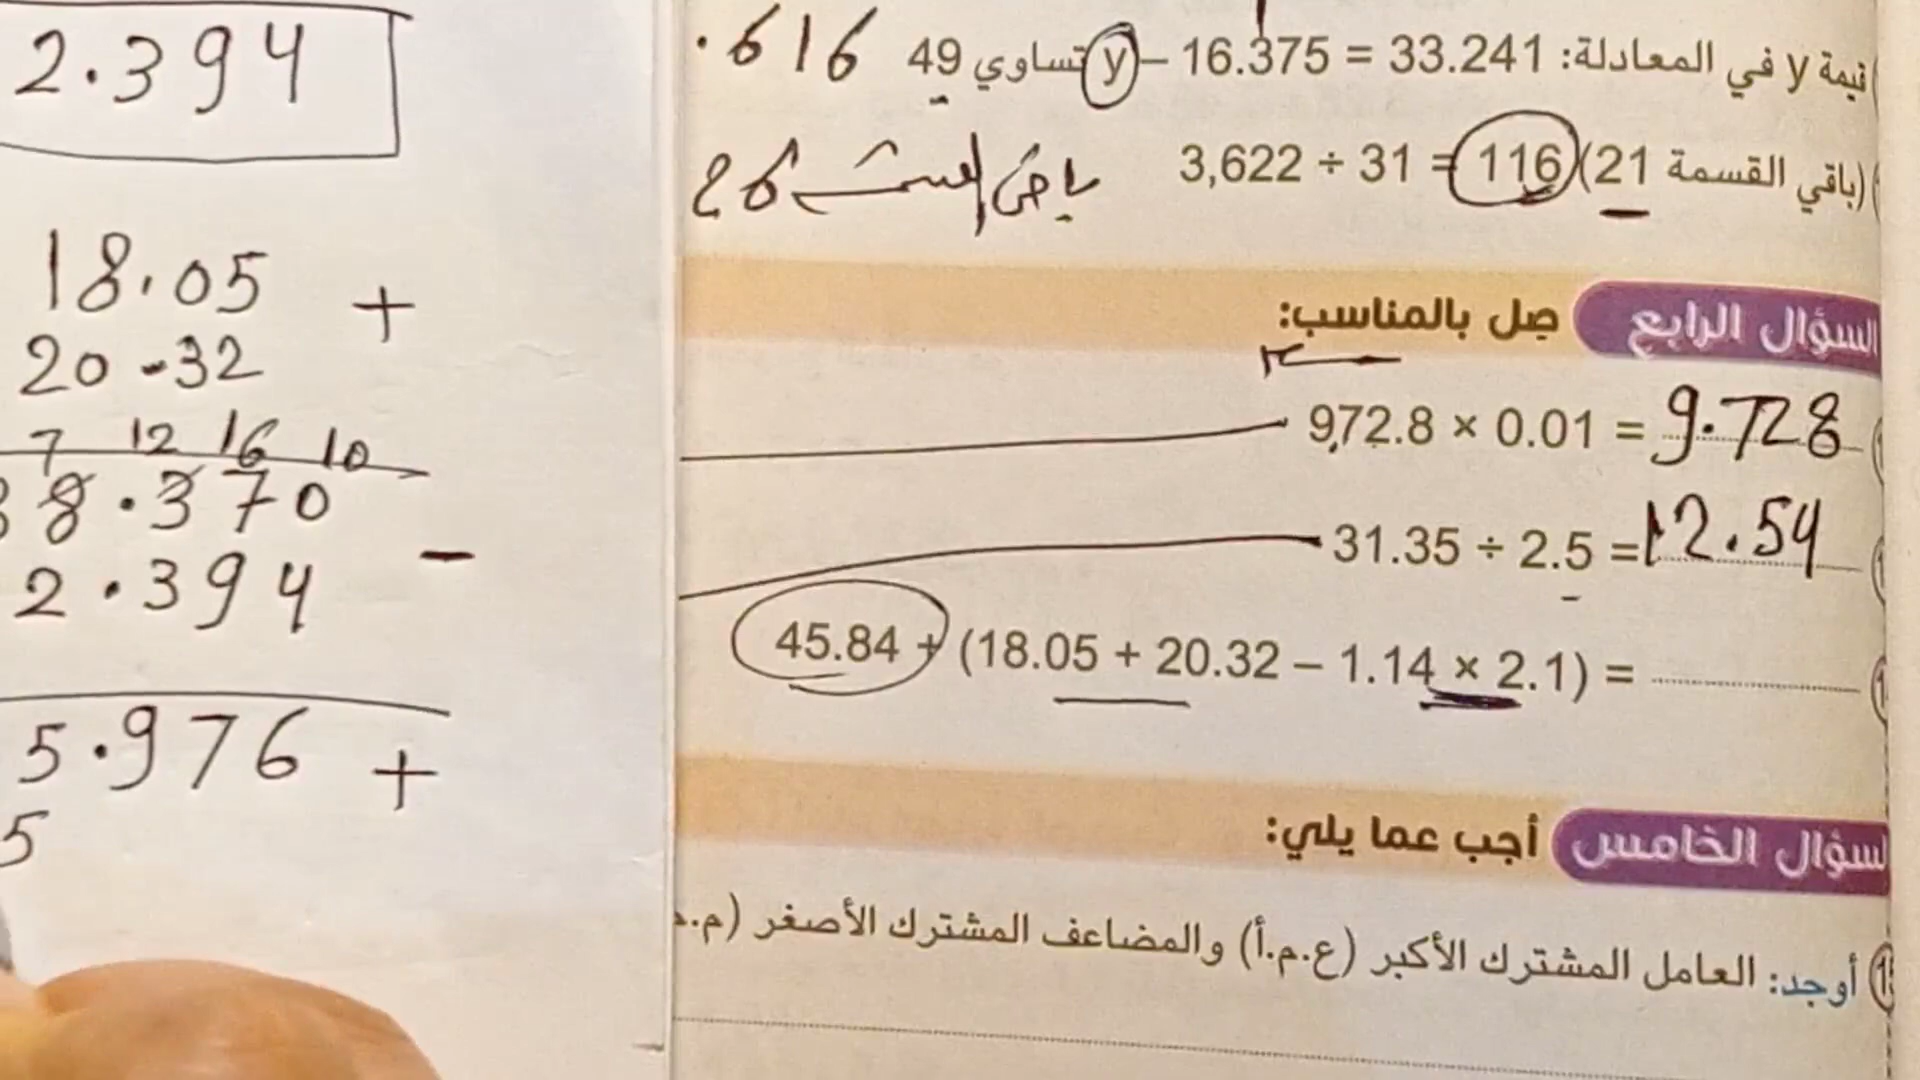 2.394
18.05 +
20.32
7 12 16 10
8.370 -
2.394
5.976 +
5
قيمة y في المعادلة: y – 16.375 = 33.241 تساوي 49 .616
3,622 ÷ 31 = 116 (باقي القسمة 21) باقي القسمة 26
السؤال الرابع صِل بالمناسب:
972.8 × 0.01 = 9.728
31.35 ÷ 2.5 = 12.54
45.84 + (18.05 + 20.32 – 1.14 × 2.1) =
السؤال الخامس أجب عما يلي:
أوجد: العامل المشترك الأكبر (ع.م.أ) والمضاعف المشترك الأصغر